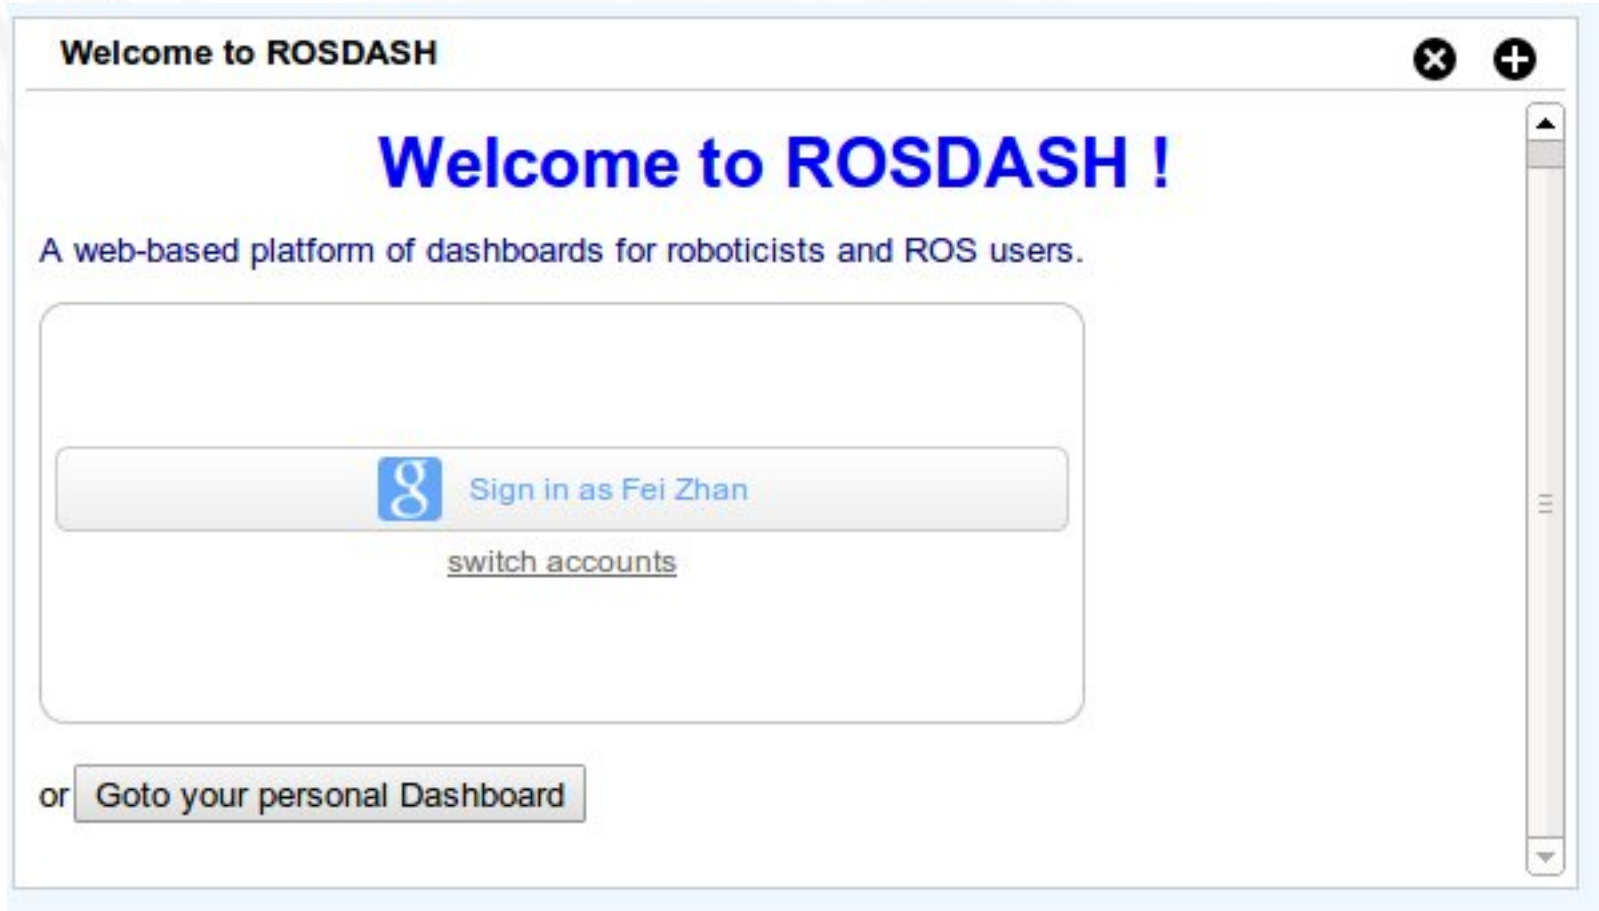 Welcome to ROSDASH
Welcome to ROSDASH !
A web-based platform of dashboards for roboticists and ROS users.
g Sign in as Fei Zhan
switch accounts
or Goto your personal Dashboard